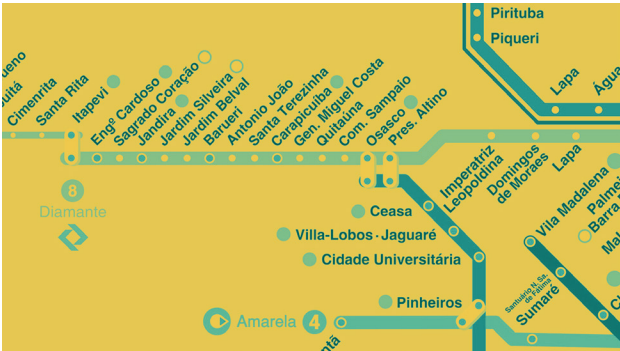 Pirituba
Piqueri
Lapa
Cimenrita
Santa Rita
Itapevi
Engº Cardoso
Sagrado Coração
Jandira
Jardim Silveira
Jardim Belval
Barueri
Antonio João
Santa Terezinha
Carapicuíba
Gen. Miguel Costa
Quitaúna
Com. Sampaio
Osasco
Pres. Altino
Imperatriz
Leopoldina
Domingos
de Moraes
Lapa
Vila Madalena
8
Diamante
Ceasa
Villa-Lobos - Jaguaré
Cidade Universitária
Santuário N. Sa.
de Fátima
Sumaré
Pinheiros
Amarela 4